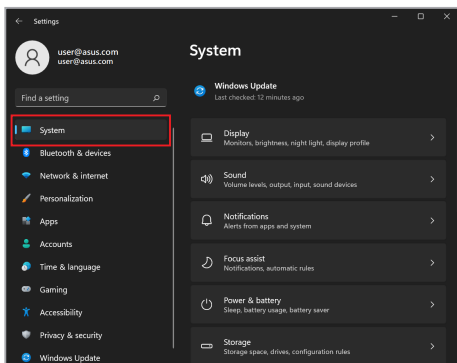 Settings
user@asus.com
user@asus.com
Find a setting
System
Bluetooth & devices
Network & internet
Personalization
Apps
Accounts
Time & language
Gaming
Accessibility
Privacy & security
Windows Update
System
Windows Update
Last checked: 12 minutes ago
Display
Monitors, brightness, night light, display profile
Sound
Volume levels, output, input, sound devices
Notifications
Alerts from apps and system
Focus assist
Notifications, automatic rules
Power & battery
Sleep, battery usage, battery saver
Storage
Storage space, drives, configuration rules